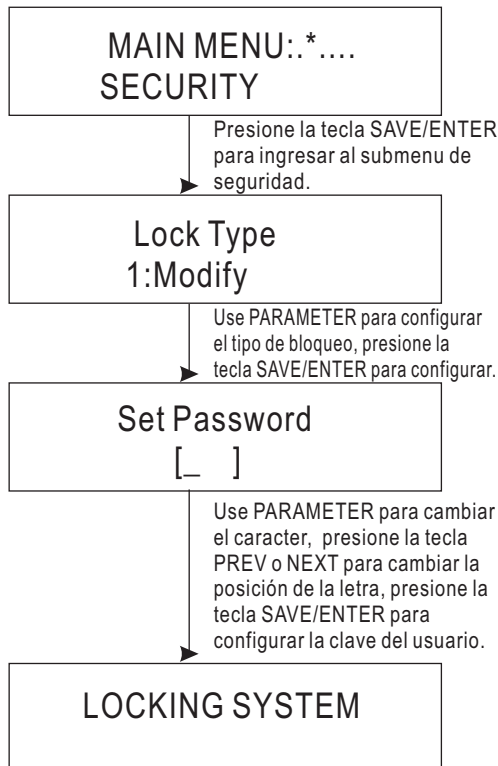 MAIN MENU:.*....
SECURITY
Presione la tecla SAVE/ENTER
para ingresar al submenu de
seguridad.
Lock Type
1:Modify
Use PARAMETER para configurar
el tipo de bloqueo, presione la
tecla SAVE/ENTER para configurar.
Set Password
[_ ]
Use PARAMETER para cambiar
el caracter, presione la tecla
PREV o NEXT para cambiar la
posición de la letra, presione la
tecla SAVE/ENTER para
configurar la clave del usuario.
LOCKING SYSTEM